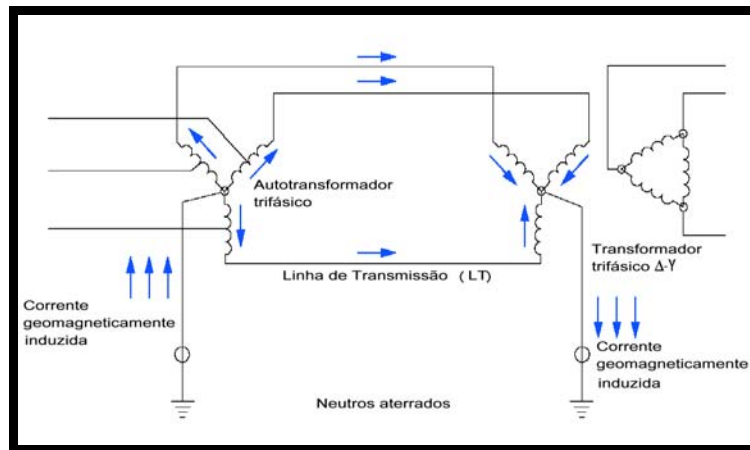 Autotransformador
trifásico
Linha de Transmissão ( LT)
Transformador
trifásico Δ-Y
Corrente
geomagneticamente
induzida
Corrente
geomagneticamente
induzida
Neutros aterrados